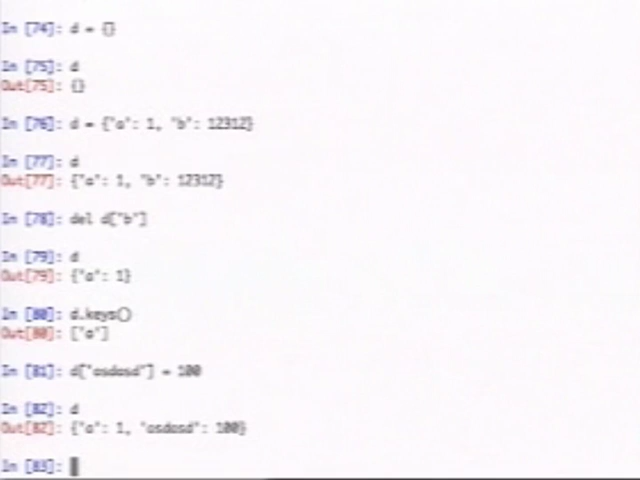 In [74]: d = {}
In [75]: d
Out[75]: {}
In [76]: d = {"a": 1, "b": 12312}
In [77]: d
Out[77]: {"a": 1, "b": 12312}
In [78]: del d["b"]
In [79]: d
Out[79]: {"a": 1}
In [80]: d.keys()
Out[80]: ["a"]
In [81]: d["asdasd"] = 100
In [82]: d
Out[82]: {"a": 1, "asdasd": 100}
In [83]: